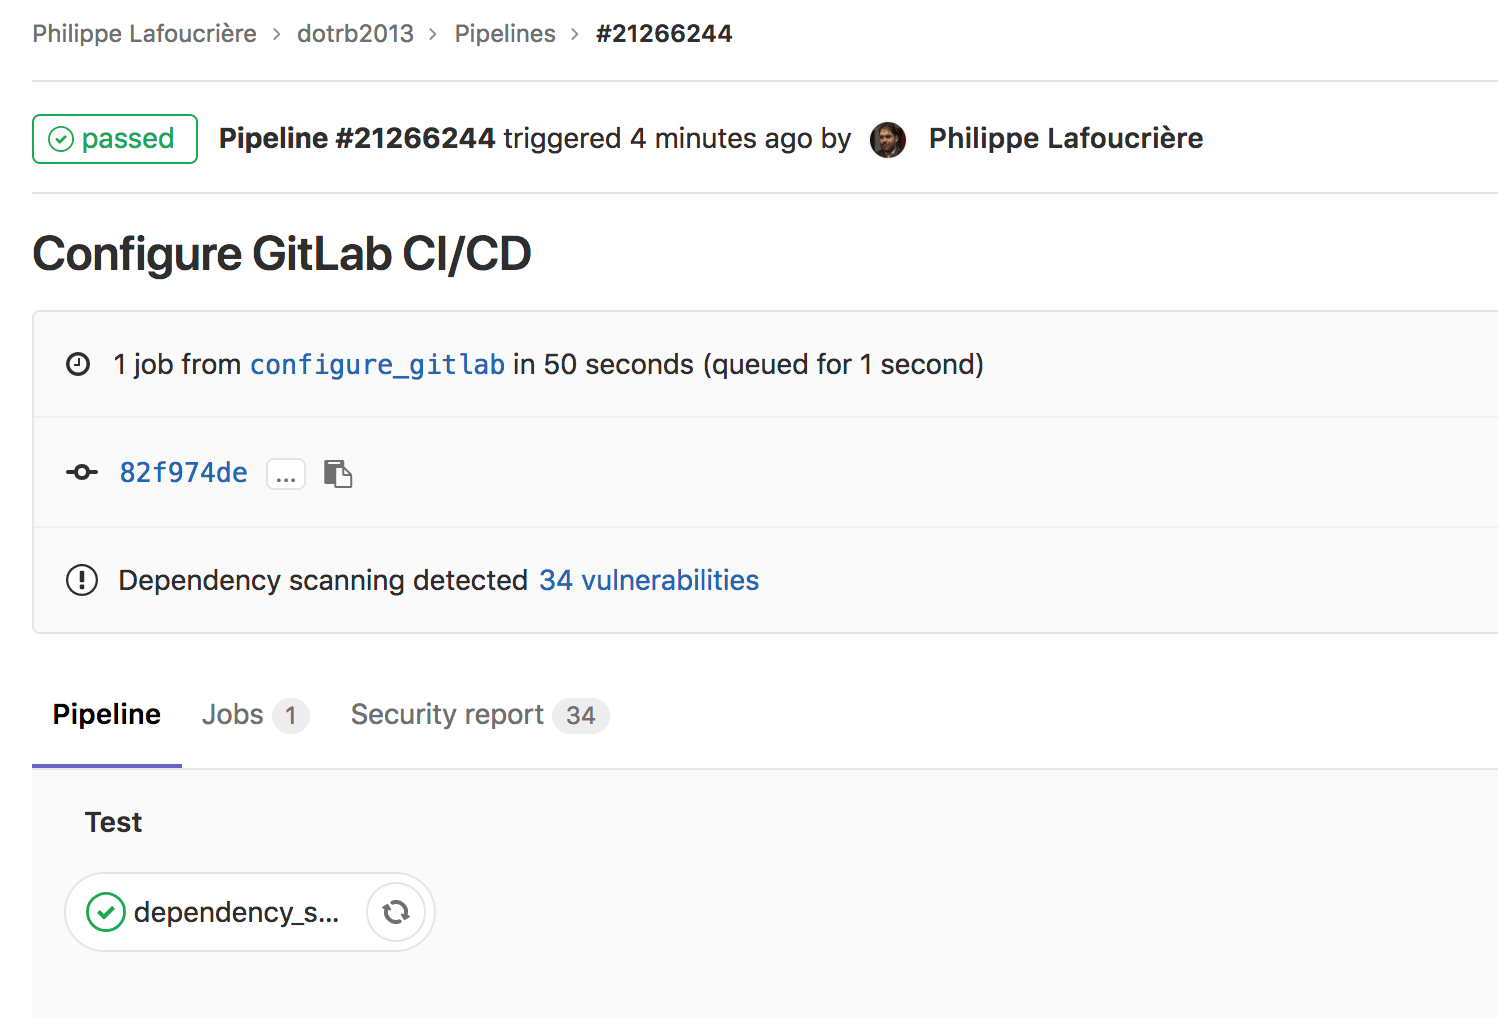 Philippe Lafoucrière > dotrb2013 > Pipelines > #21266244
passed Pipeline #21266244 triggered 4 minutes ago by Philippe Lafoucrière
Configure GitLab CI/CD
1 job from configure_gitlab in 50 seconds (queued for 1 second)
82f974de ...
Dependency scanning detected 34 vulnerabilities
Pipeline Jobs 1 Security report 34
Test
dependency_s...